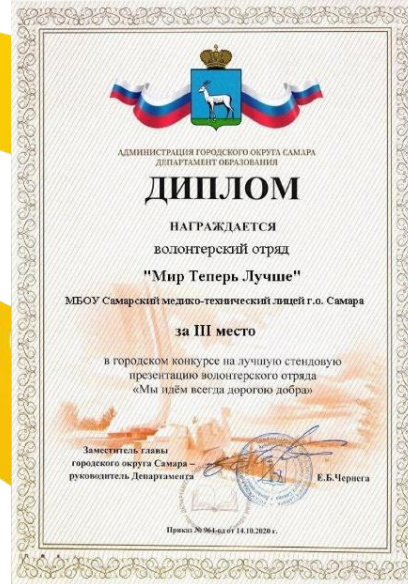 АДМИНИСТРАЦИЯ ГОРОДСКОГО ОКРУГА САМАРА
ДЕПАРТАМЕНТ ОБРАЗОВАНИЯ
ДИПЛОМ
НАГРАЖДАЕТСЯ
волонтерский отряд
"Мир Теперь Лучше"
МБОУ Самарский медико-технический лицей г.о. Самара
за III место
в городском конкурсе на лучшую стендовую
презентацию волонтерского отряда
«Мы идём всегда дорогою добра»
Заместитель главы
городского округа Самара –
руководитель Департамента
Е.Б.Чернега
Приказ № 964-од от 14.10.2020 г.